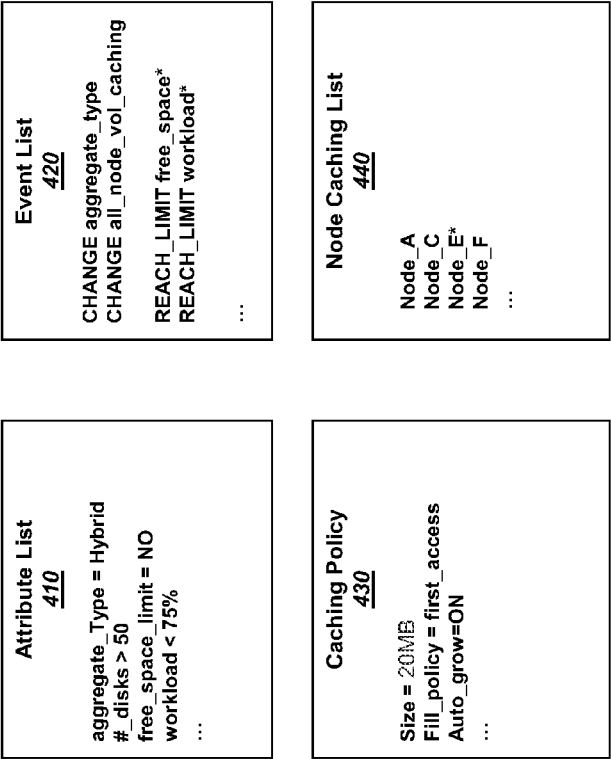 Attribute List
410
aggregate_Type = Hybrid
#_disks > 50
free_space_limit = NO
workload < 75%
...
Event List
420
CHANGE aggregate_type
CHANGE all_node_vol_caching
REACH_LIMIT free_space*
REACH_LIMIT workload*
...
Caching Policy
430
Size = 20MB
Fill_policy = first_access
Auto_grow=ON
...
Node Caching List
440
Node_A
Node_C
Node_E*
Node_F
...